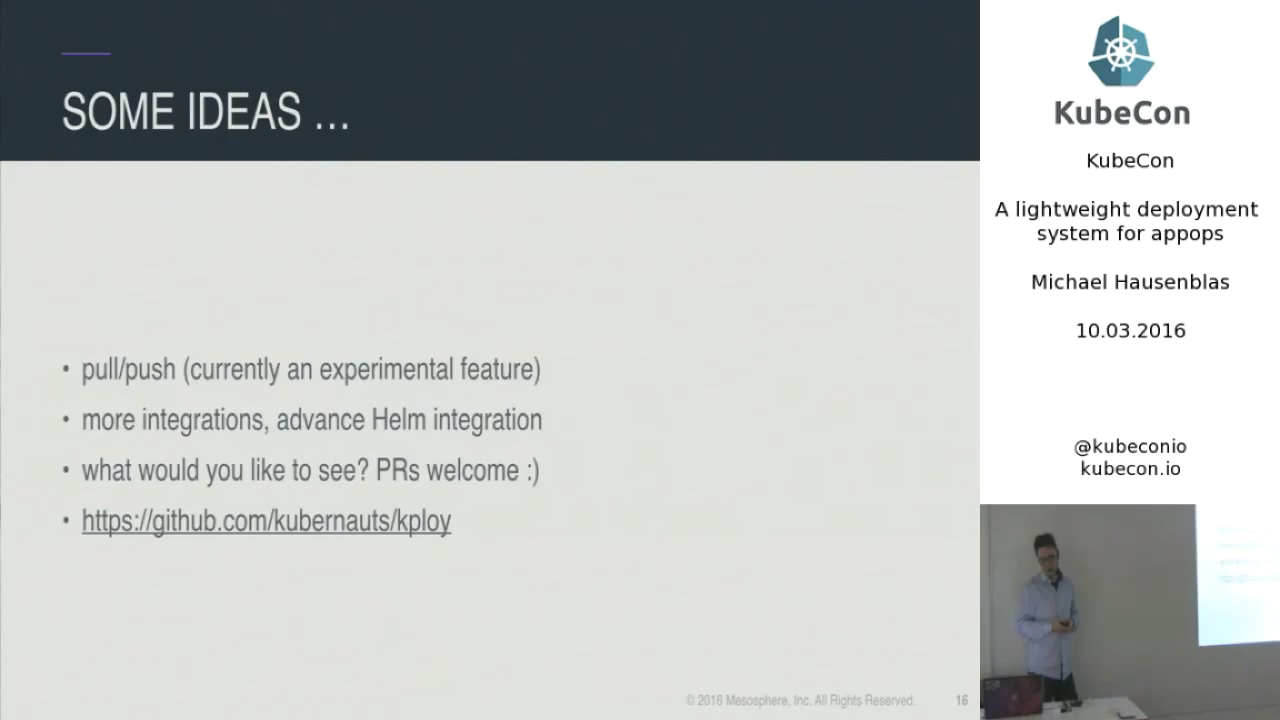 SOME IDEAS ...
• pull/push (currently an experimental feature)
• more integrations, advance Helm integration
• what would you like to see? PRs welcome :)
• https://github.com/kubernauts/kploy
© 2016 Mesosphere, Inc. All Rights Reserved.
16
KubeCon
KubeCon
A lightweight deployment
system for appops
Michael Hausenblas
10.03.2016
@kubeconio
kubecon.io